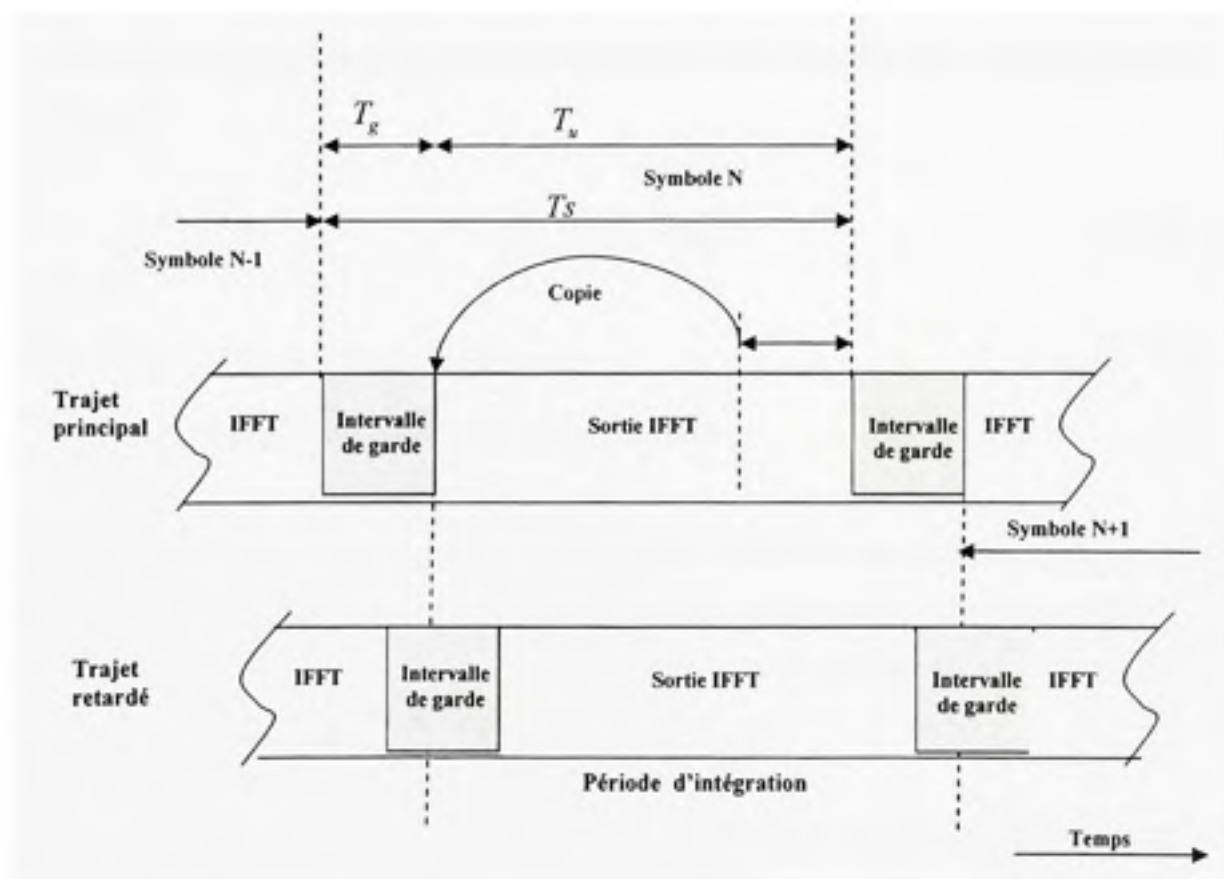 Tg
Tu
Symbole N
Ts
Symbole N-1
Copie
Trajet
principal
IFFT
Intervalle
de garde
Sortie IFFT
Intervalle
de garde
IFFT
Symbole N+1
Trajet
retardé
IFFT
Intervalle
de garde
Sortie IFFT
Intervalle
de garde
IFFT
Période d'intégration
Temps